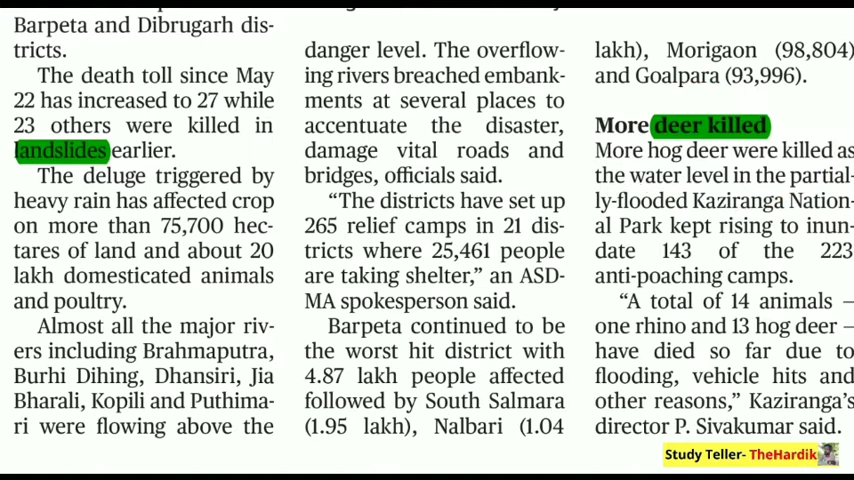 Barpeta and Dibrugarh dis-
tricts.
The death toll since May
22 has increased to 27 while
23 others were killed in
landslides earlier.
The deluge triggered by
heavy rain has affected crop
on more than 75,700 hec-
tares of land and about 20
lakh domesticated animals
and poultry.
Almost all the major riv-
ers including Brahmaputra,
Burhi Dihing, Dhansiri, Jia
Bharali, Kopili and Puthima-
ri were flowing above the
danger level. The overflow-
ing rivers breached embank-
ments at several places to
accentuate the disaster,
damage vital roads and
bridges, officials said.
“The districts have set up
265 relief camps in 21 dis-
tricts where 25,461 people
are taking shelter,” an ASD-
MA spokesperson said.
Barpeta continued to be
the worst hit district with
4.87 lakh people affected
followed by South Salmara
(1.95 lakh), Nalbari (1.04
lakh), Morigaon (98,804)
and Goalpara (93,996).
More deer killed
More hog deer were killed as
the water level in the partial-
ly-flooded Kaziranga Nation-
al Park kept rising to inun-
date 143 of the 223
anti-poaching camps.
“A total of 14 animals —
one rhino and 13 hog deer —
have died so far due to
flooding, vehicle hits and
other reasons,” Kaziranga’s
director P. Sivakumar said.
Study Teller- TheHardik